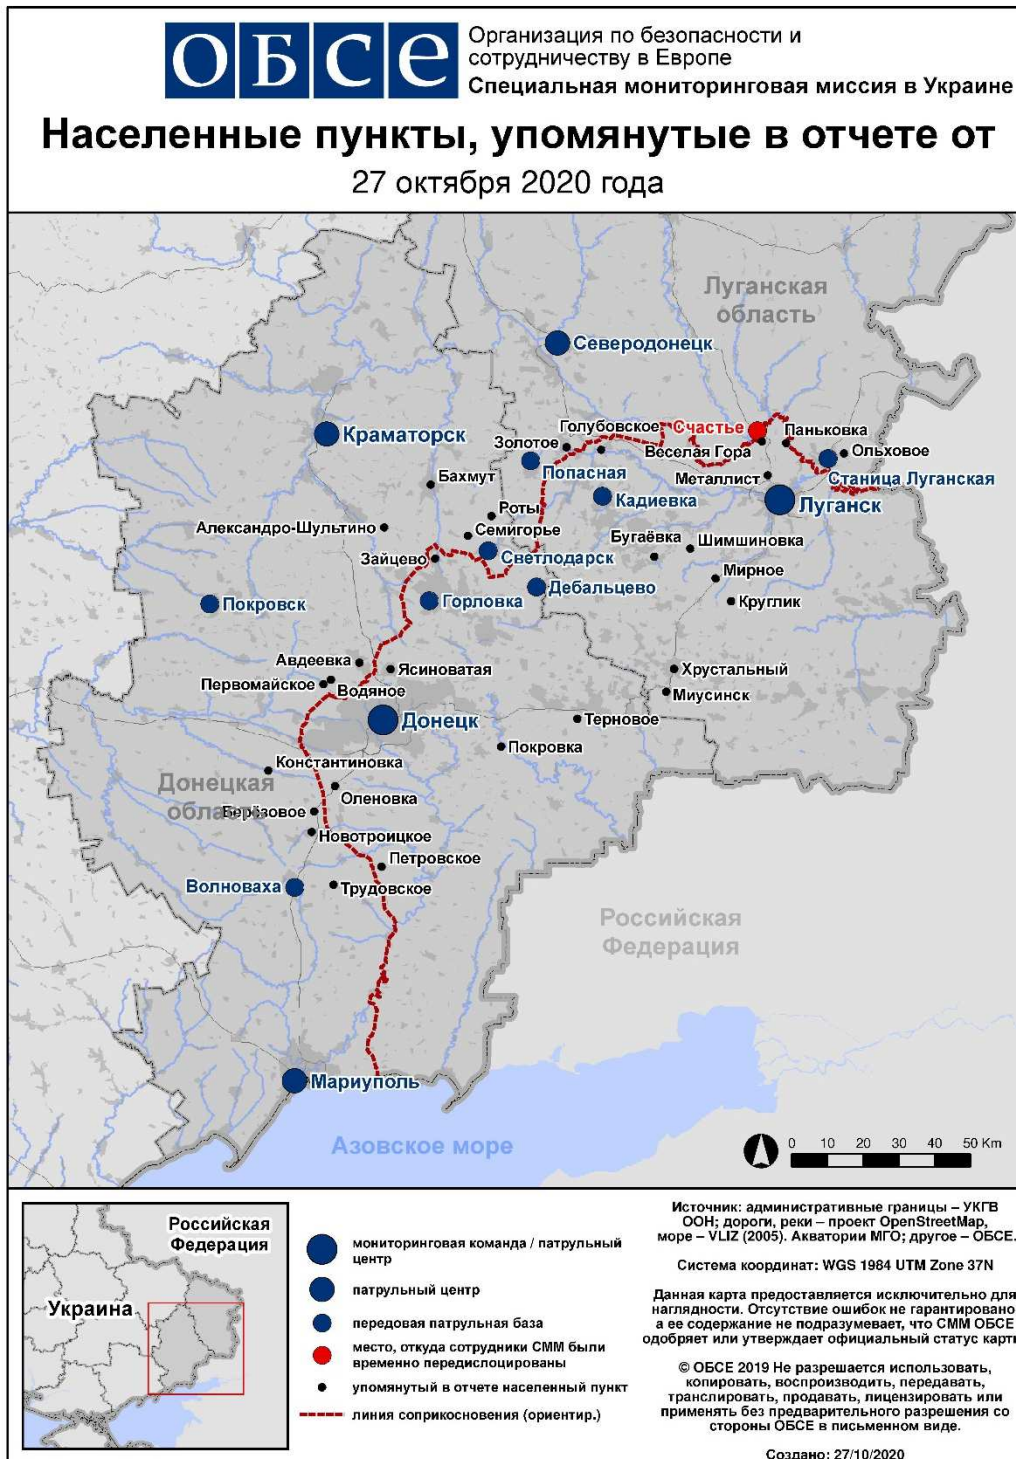 ОБСЕ
Организация по безопасности и
сотрудничеству в Европе
Специальная мониторинговая миссия в Украине
Населенные пункты, упомянутые в отчете от
27 октября 2020 года
Луганская
область
Северодонецк
Краматорск
Голубовское
Счастье
Паньковка
Золотое
Веселая Гора
Ольховое
Попасная
Станица Луганская
Бахмут
Металлист
Кадиевка
Луганск
Роты
Александро-Шультино
Семигорье
Бугаёвка
Шимшиновка
Зайцево
Светлодарск
Мирное
Дебальцево
Покровск
Горловка
Круглик
Авдеевка
Ясиноватая
Хрустальный
Первомайское
Водяное
Миусинск
Донецк
Терновое
Покровка
Константиновка
Донецкая
область
Оленовка
Берёзовое
Новотроицкое
Петровское
Волноваха
Трудовское
Российская
Федерация
Мариуполь
Азовское море
0 10 20 30 40 50 Km
Российская
Федерация
Украина
мониторинговая команда / патрульный
центр
патрульный центр
передовая патрульная база
место, откуда сотрудники СММ были
временно передислоцированы
упомянутый в отчете населенный пункт
линия соприкосновения (ориентир.)
Источник: административные границы – УКГВ
ООН; дороги, реки – проект OpenStreetMap,
море – VLIZ (2005). Акватории МГО; другое – ОБСЕ.
Система координат: WGS 1984 UTM Zone 37N
Данная карта предоставляется исключительно для
наглядности. Отсутствие ошибок не гарантировано
а ее содержание не подразумевает, что СММ ОБСЕ
одобряет или утверждает официальный статус карт
© ОБСЕ 2019 Не разрешается использовать,
копировать, воспроизводить, передавать,
транслировать, продавать, лицензировать или
применять без предварительного разрешения со
стороны ОБСЕ в письменном виде.
Создано: 27/10/2020